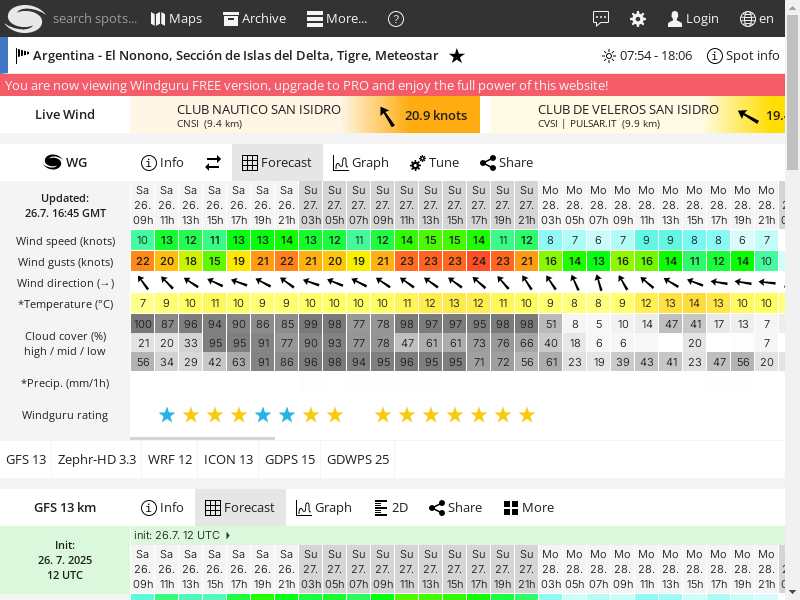 search spots... Maps Archive More... ? Login en
Argentina - El Nonono, Sección de Islas del Delta, Tigre, Meteostar 07:54 - 18:06 Spot info
You are now viewing Windguru FREE version, upgrade to PRO and enjoy the full power of this website!
Live Wind
CLUB NAUTICO SAN ISIDRO
CNSI (9.4 km)
20.9 knots
CLUB DE VELEROS SAN ISIDRO
CVSI | PULSAR.IT (9.9 km)
19.
WG Info Forecast Graph Tune Share
Updated:
26.7. 16:45 GMT
Sa Sa Sa Sa Sa Sa Sa Su Su Su Su Su Su Su Su Su Su Mo Mo Mo Mo Mo Mo Mo Mo Mo Mo
26. 26. 26. 26. 26. 26. 26. 27. 27. 27. 27. 27. 27. 27. 27. 27. 27. 28. 28. 28. 28. 28. 28. 28. 28. 28. 28.
09h 11h 13h 15h 17h 19h 21h 03h 05h 07h 09h 11h 13h 15h 17h 19h 21h 03h 05h 07h 09h 11h 13h 15h 17h 19h 21h
Wind speed (knots) 10 13 12 11 13 13 14 13 12 11 12 14 15 15 14 11 12 8 7 6 7 9 9 8 8 6 7
Wind gusts (knots) 22 20 18 15 19 21 22 21 20 19 21 23 23 23 24 23 21 16 14 13 16 16 14 11 12 14 10
Wind direction (→)
*Temperature (°C) 7 9 10 11 10 9 9 10 10 10 10 11 12 13 12 11 10 9 8 8 9 12 13 14 13 10 10
Cloud cover (%)
high / mid / low
100 87 96 94 90 86 85 99 98 77 78 98 97 97 95 98 98 51 8 5 10 14 47 41 17 13 7
21 20 33 95 95 91 77 90 93 77 78 47 61 61 73 76 66 40 18 6 6 20 7
56 34 29 42 63 91 86 96 98 94 95 96 95 95 71 72 56 61 23 19 39 43 41 23 47 56 20
*Precip. (mm/1h)
Windguru rating
GFS 13 Zephr-HD 3.3 WRF 12 ICON 13 GDPS 15 GDWPS 25
GFS 13 km Info Forecast Graph 2D Share More
Init:
26. 7. 2025
12 UTC
init: 26.7. 12 UTC
Sa Sa Sa Sa Sa Sa Sa Su Su Su Su Su Su Su Su Su Su Mo Mo Mo Mo Mo Mo Mo Mo Mo Mo
26. 26. 26. 26. 26. 26. 26. 27. 27. 27. 27. 27. 27. 27. 27. 27. 27. 28. 28. 28. 28. 28. 28. 28. 28. 28. 28.
09h 11h 13h 15h 17h 19h 21h 03h 05h 07h 09h 11h 13h 15h 17h 19h 21h 03h 05h 07h 09h 11h 13h 15h 17h 19h 21h